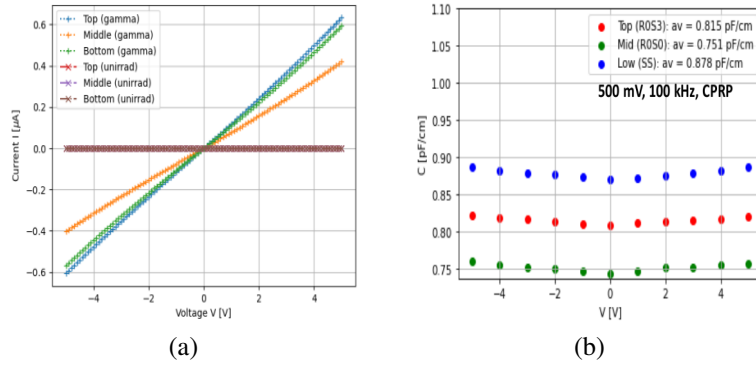 Top (gamma)
Middle (gamma)
Bottom (gamma)
Top (unirrad)
Middle (unirrad)
Bottom (unirrad)
Current I [μA]
0.6
0.4
0.2
0.0
−0.2
−0.4
−0.6
−4
−2
0
2
4
Voltage V [V]
(a)
Top (R0S3): av = 0.815 pF/cm
Mid (R0S0): av = 0.751 pF/cm
Low (SS): av = 0.878 pF/cm
500 mV, 100 kHz, CPRP
C [pF/cm]
1.10
1.05
1.00
0.95
0.90
0.85
0.80
0.75
−4
−2
0
2
4
V [V]
(b)